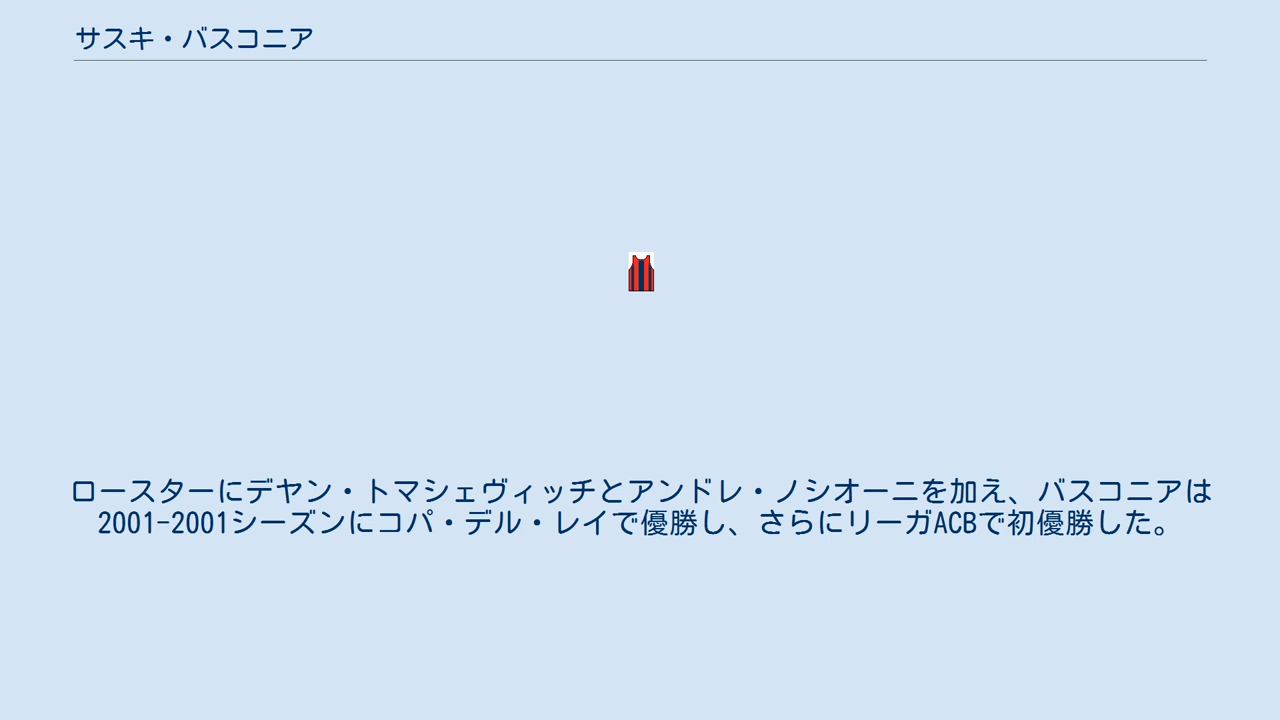 サスキ・バスコニア
ロースターにデヤン・トマシェヴィッチとアンドレ・ノシオーニを加え、バスコニアは
2001-2001シーズンにコパ・デル・レイで優勝し、さらにリーガACBで初優勝した。